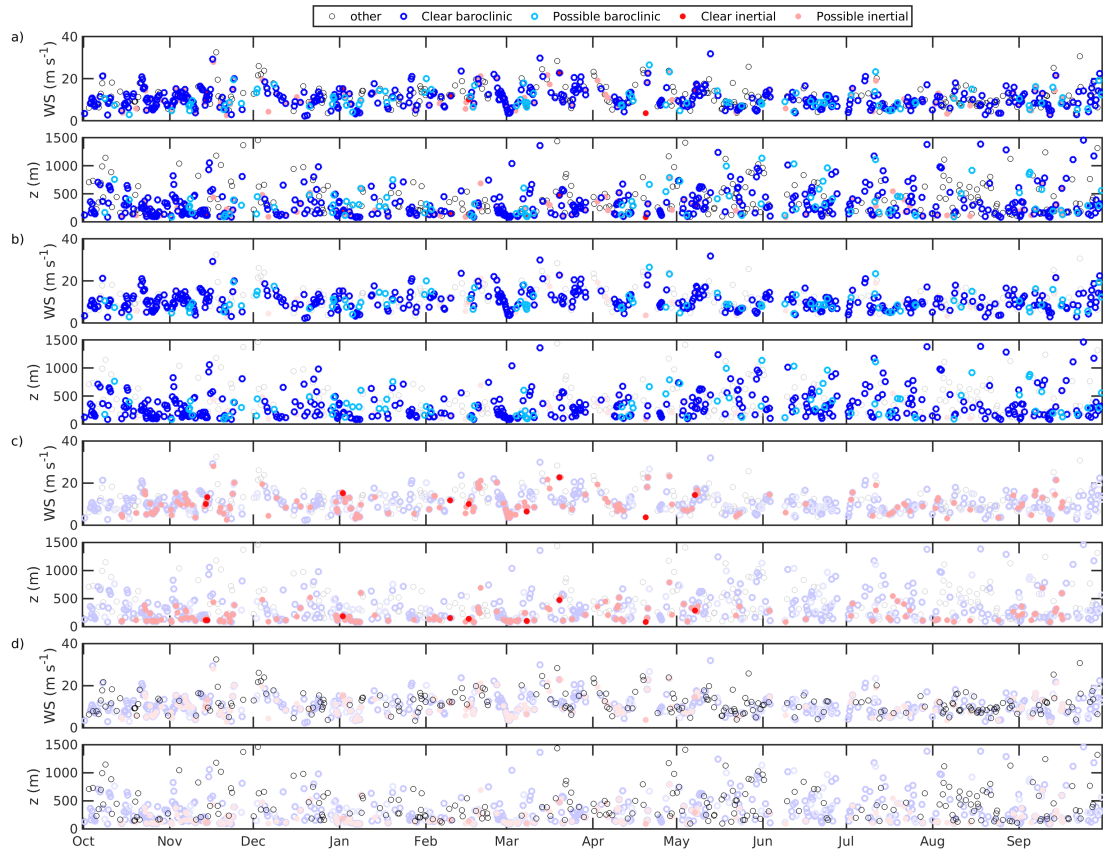 other Clear baroclinic Possible baroclinic Clear inertial Possible inertial
a)
40
20
0
WS (m s⁻¹)
1500
1000
500
0
z (m)
b)
40
20
0
WS (m s⁻¹)
1500
1000
500
0
z (m)
c)
40
20
0
WS (m s⁻¹)
1500
1000
500
0
z (m)
d)
40
20
0
WS (m s⁻¹)
1500
1000
500
0
z (m)
Oct Nov Dec Jan Feb Mar Apr May Jun Jul Aug Sep